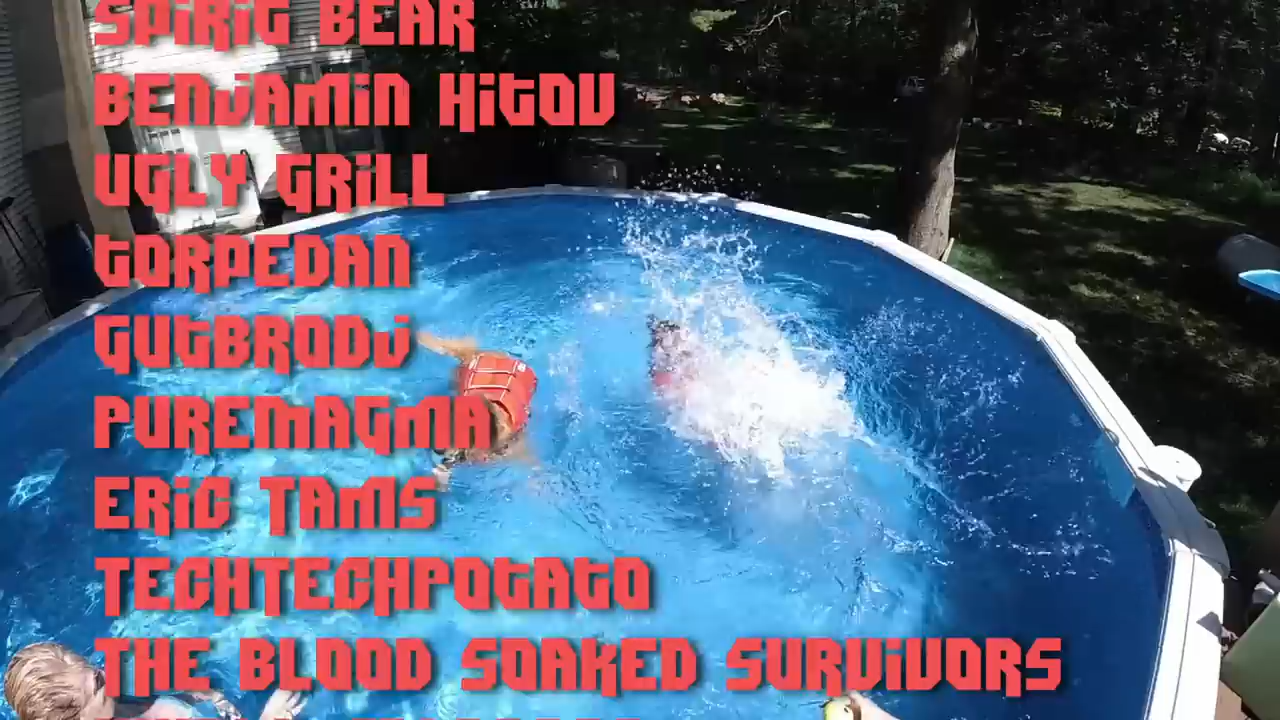 SPIRIT BEAR
BENJAMIN HITOV
UGLY GRILL
TORPEDAN
GUTBRODJ
PUREMAGMA
ERIC TAMS
TECHTECHPOTATO
THE BLOOD SOAKED SURVIVORS